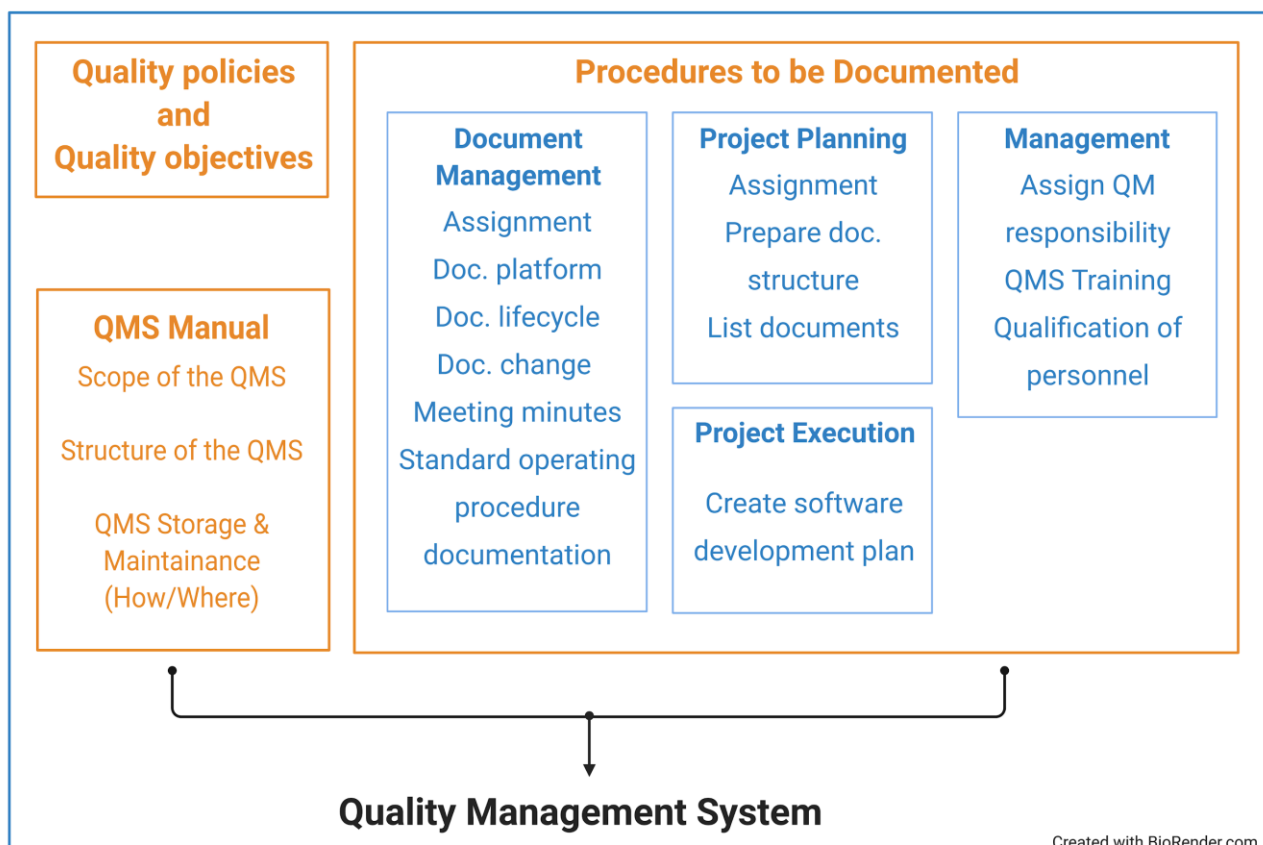 Quality policies
and
Quality objectives
QMS Manual
Scope of the QMS
Structure of the QMS
QMS Storage &
Maintainance
(How/Where)
Procedures to be Documented
Document
Management
Assignment
Doc. platform
Doc. lifecycle
Doc. change
Meeting minutes
Standard operating
procedure
documentation
Project Planning
Assignment
Prepare doc.
structure
List documents
Project Execution
Create software
development plan
Management
Assign QM
responsibility
QMS Training
Qualification of
personnel
Quality Management System
Created with BioRender.com